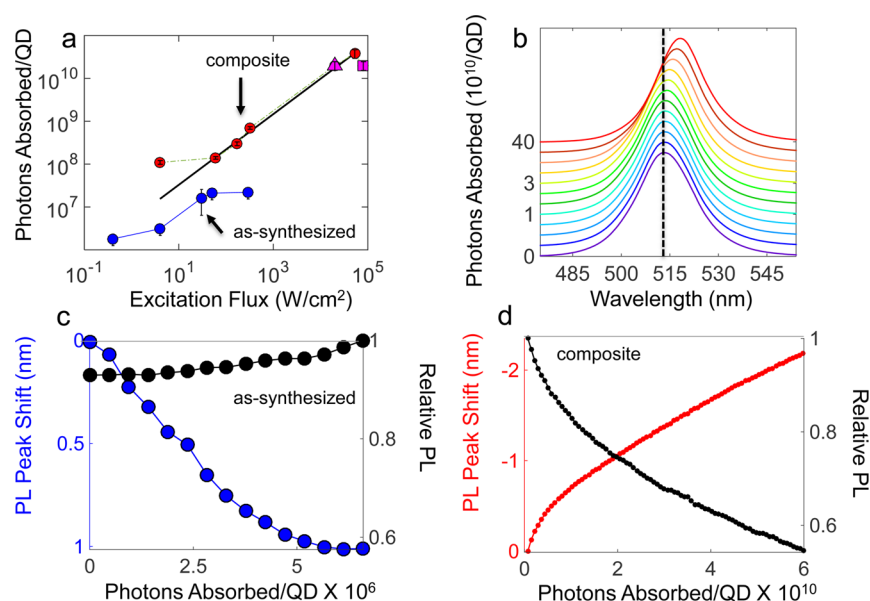 a
Photons Absorbed/QD
10^10
10^9
10^8
10^7
composite
as-synthesized
10^-1
10^1
10^3
10^5
Excitation Flux (W/cm^2)
b
Photons Absorbed (10^10/QD)
40
3
1
0
485
500
515
530
545
Wavelength (nm)
c
PL Peak Shift (nm)
0
0.5
1
as-synthesized
1
0.8
0.6
Relative PL
0
2.5
5
Photons Absorbed/QD X 10^6
d
PL Peak Shift (nm)
-2
-1
0
composite
1
0.8
0.6
Relative PL
0
2
4
6
Photons Absorbed/QD X 10^10